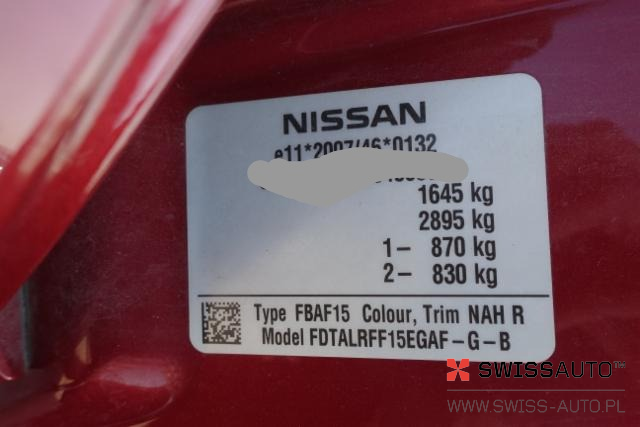 NISSAN
e11*2007/46*0132
1645 kg
2895 kg
1- 870 kg
2- 830 kg
Type FBAF15 Colour, Trim NAH R
Model FDTALRFF15EGAF-G-B
SWISSAUTO
WWW.SWISS-AUTO.PL